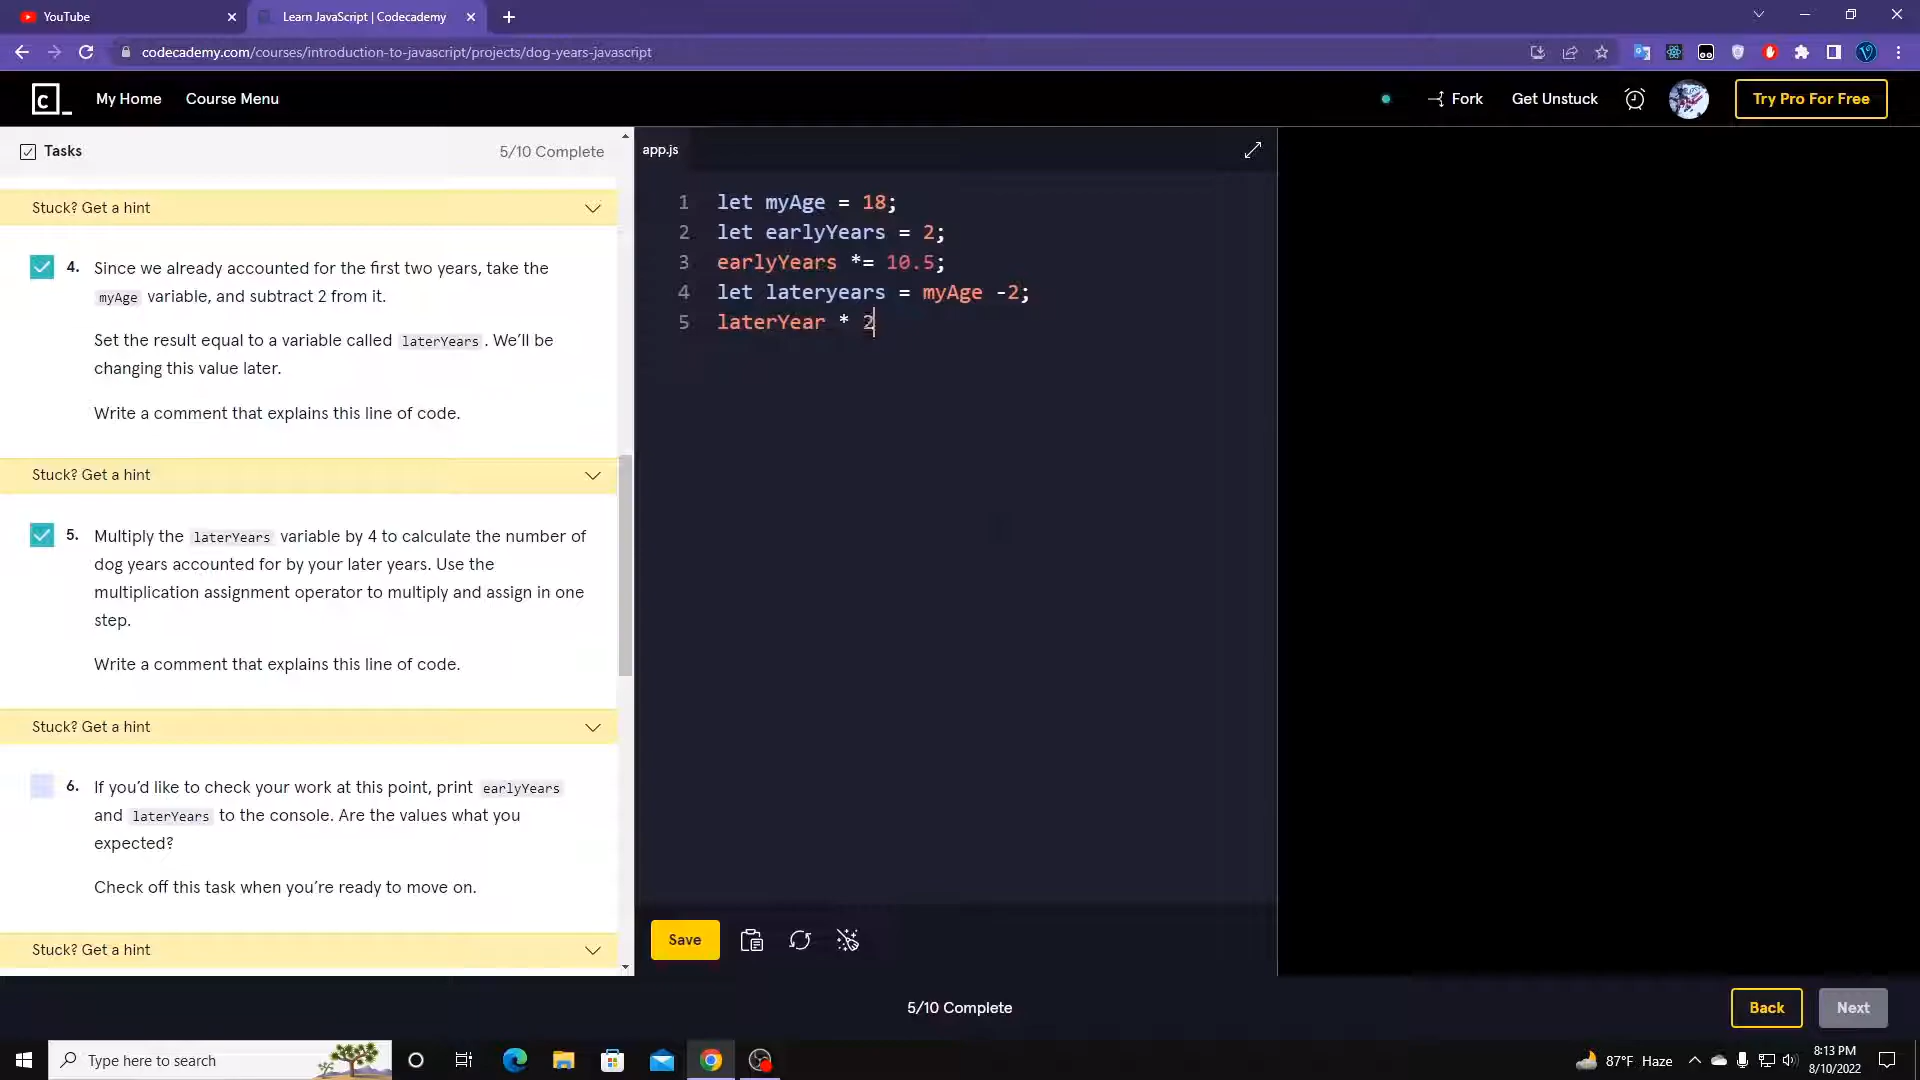 YouTube
Learn JavaScript | Codecademy
codecademy.com/courses/introduction-to-javascript/projects/dog-years-javascript
c_
My Home
Course Menu
Fork
Get Unstuck
Try Pro For Free
Tasks
5/10 Complete
Stuck? Get a hint
4. Since we already accounted for the first two years, take the
myAge variable, and subtract 2 from it.
Set the result equal to a variable called laterYears. We'll be
changing this value later.
Write a comment that explains this line of code.
Stuck? Get a hint
5. Multiply the laterYears variable by 4 to calculate the number of
dog years accounted for by your later years. Use the
multiplication assignment operator to multiply and assign in one
step.
Write a comment that explains this line of code.
Stuck? Get a hint
6. If you'd like to check your work at this point, print earlyYears
and laterYears to the console. Are the values what you
expected?
Check off this task when you're ready to move on.
Stuck? Get a hint
app.js
1 let myAge = 18;
2 let earlyYears = 2;
3 earlyYears *= 10.5;
4 let lateryears = myAge -2;
5 laterYear * 2
Save
5/10 Complete
Back
Next
Type here to search
87°F Haze
8:13 PM
8/10/2022